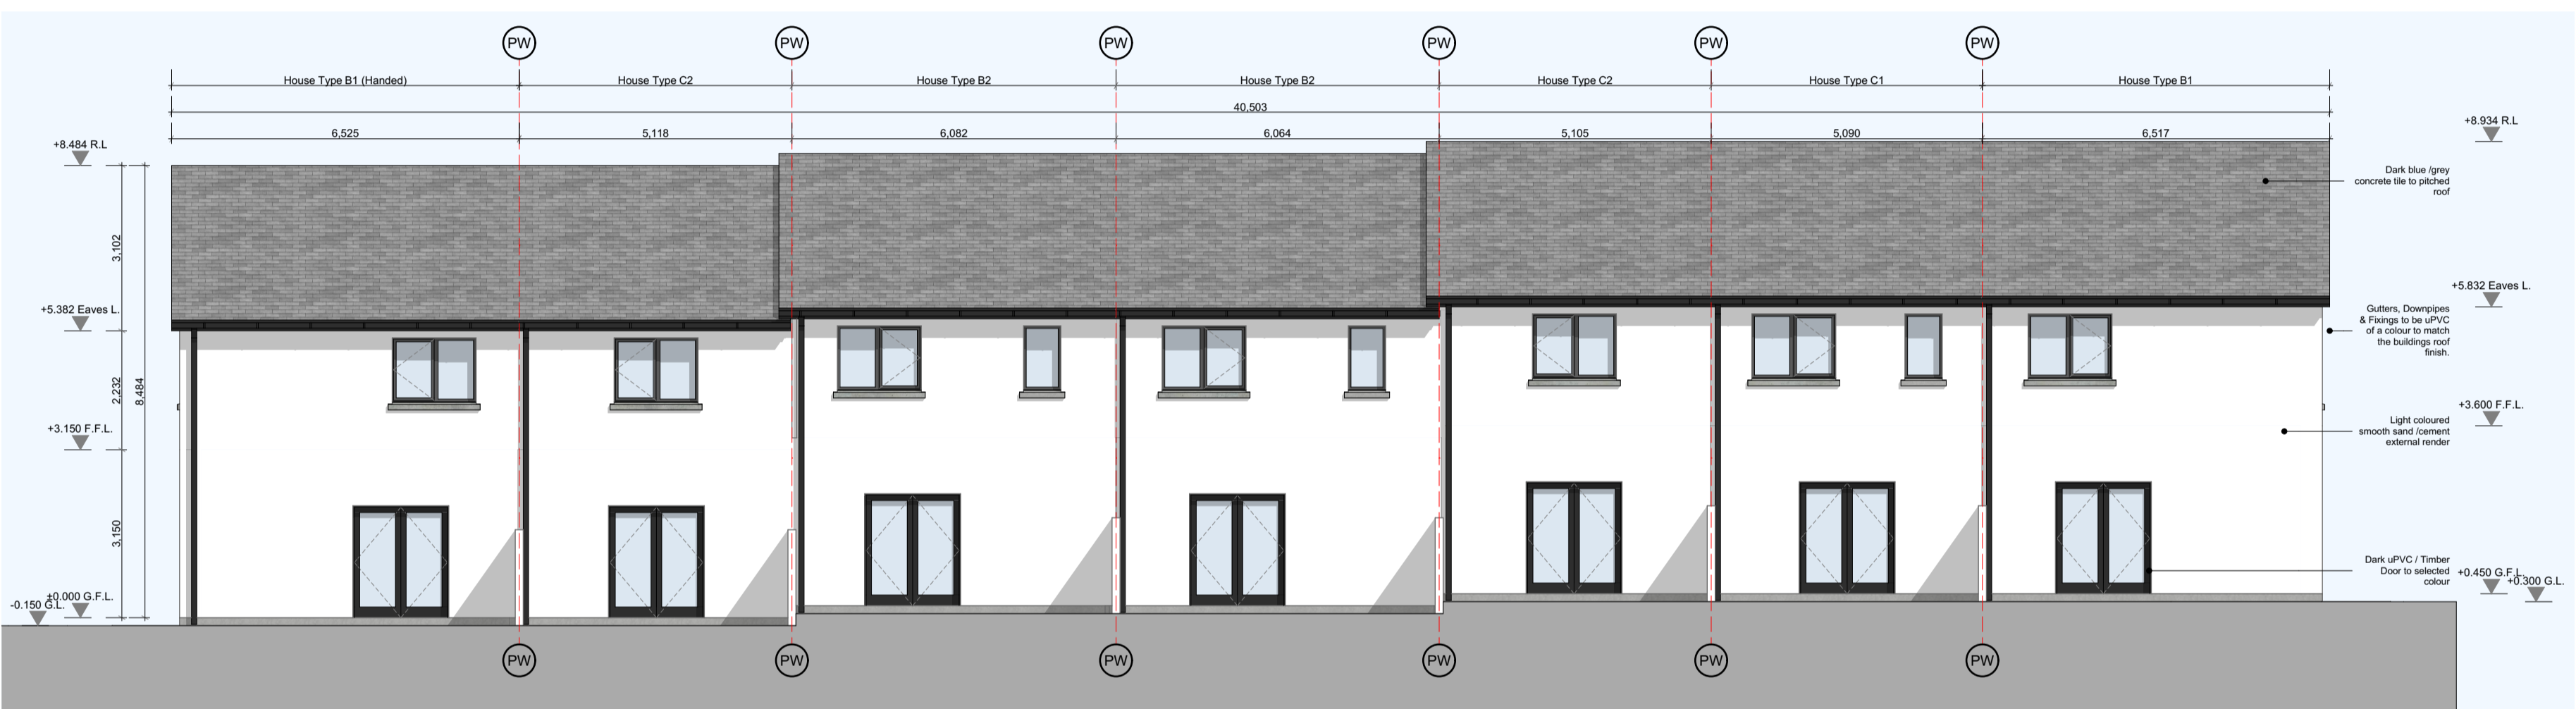 PW PW PW PW PW PW
House Type B1 (Handed) House Type C2 House Type B2 House Type B2 House Type C2 House Type C1 House Type B1
40,503
6,525 5,118 6,082 6,064 5,105 5,090 6,517
+8.484 R.L
+5.382 Eaves L.
+3.150 F.F.L.
+0.000 G.F.L.
-0.150 G.L.
3,102
2,232
3,150
8,484
+8.934 R.L
+5.832 Eaves L.
+3.600 F.F.L.
+0.450 G.F.L.
+0.300 G.L.
Dark blue /grey
concrete tile to pitched
roof
Gutters, Downpipes
& Fixings to be uPVC
of a colour to match
the buildings roof
finish.
Light coloured
smooth sand /cement
external render
Dark uPVC / Timber
Door to selected
colour
PW PW PW PW PW PW